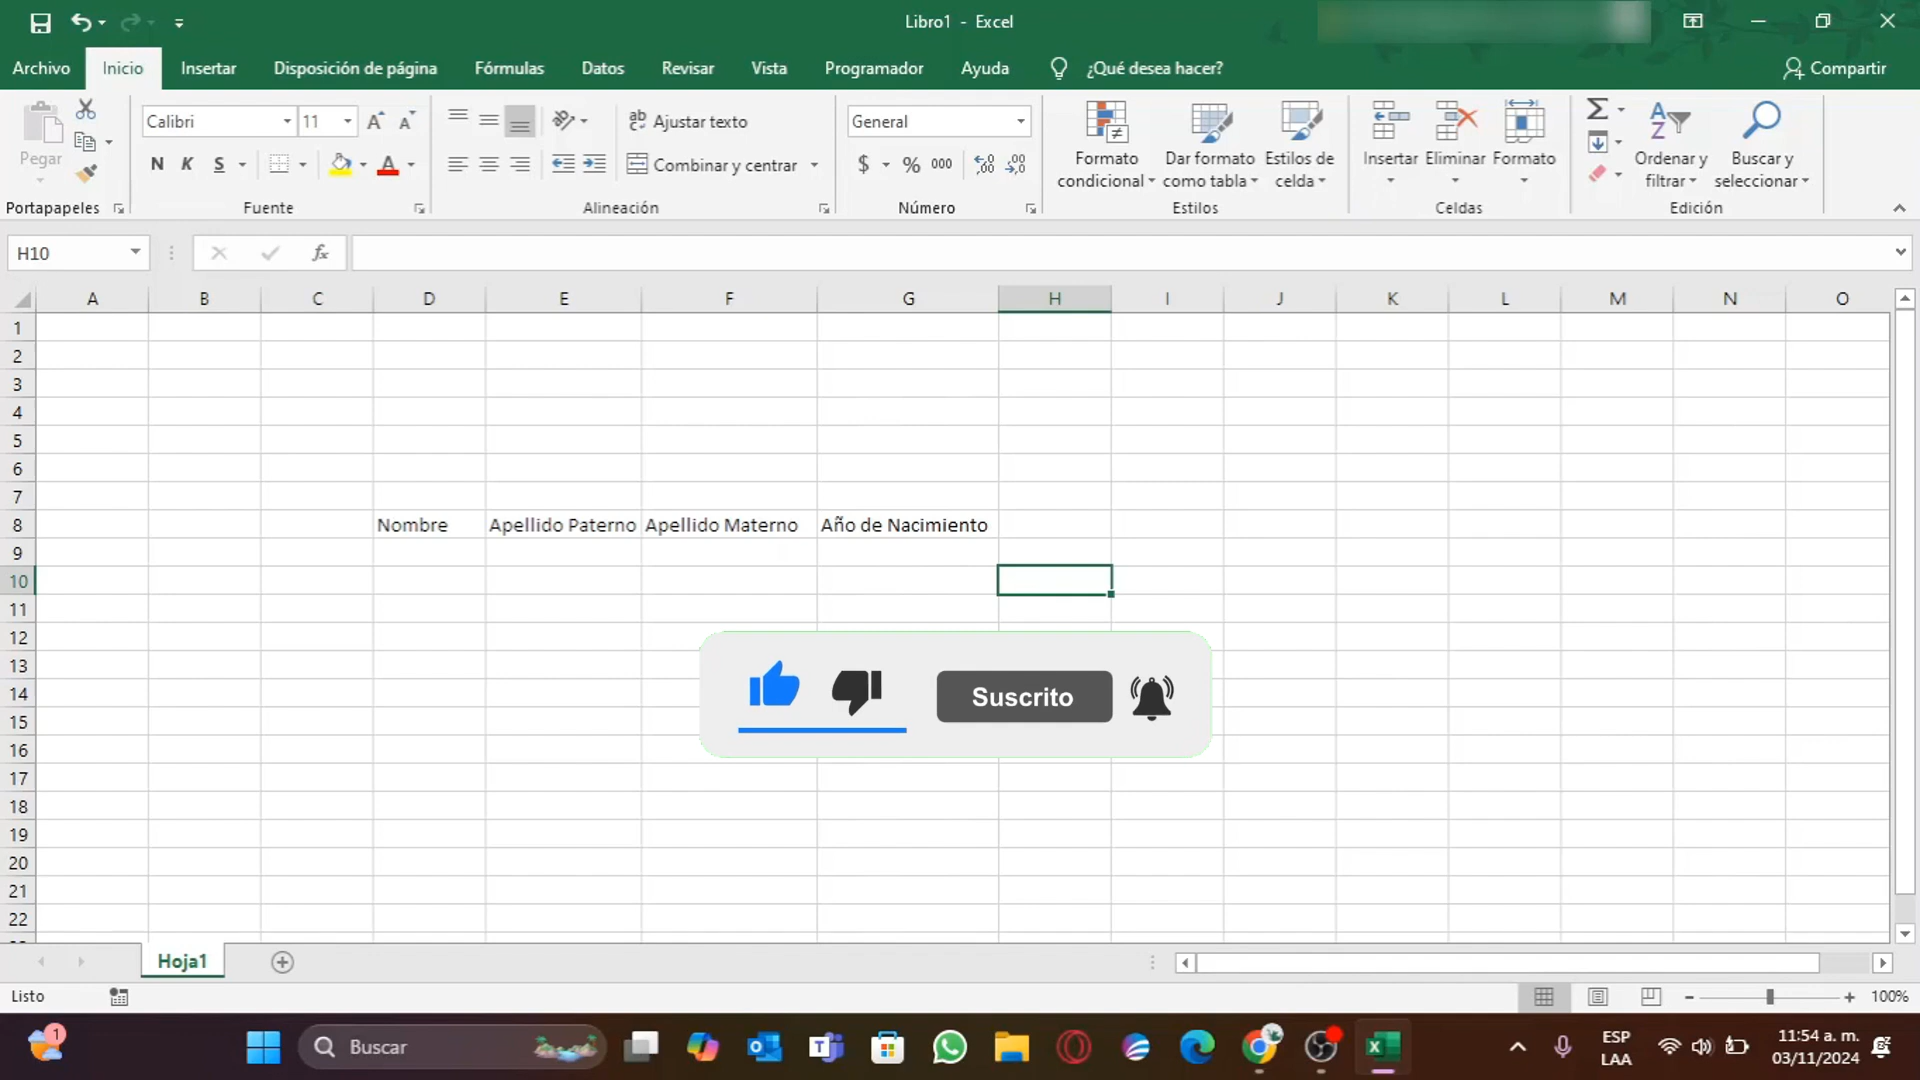 Libro1 - Excel
Archivo Inicio Insertar Disposición de página Fórmulas Datos Revisar Vista Programador Ayuda ¿Qué desea hacer? Compartir
Pegar
Portapapeles
Calibri 11
N K S
Fuente
Ajustar texto
Combinar y centrar
Alineación
General
$ % 000
Número
Formato condicional
Dar formato como tabla
Estilos de celda
Estilos
Insertar Eliminar Formato
Celdas
Ordenar y filtrar
Buscar y seleccionar
Edición
H10 fx
A B C D E F G H I J K L M N O
1
2
3
4
5
6
7
8 Nombre Apellido Paterno Apellido Materno Año de Nacimiento
9
10
11
12
13
14
15
16
17
18
19
20
21
22
Suscrito
Hoja1
Listo 100%
1 Buscar ESP LAA 11:54 a. m. 03/11/2024